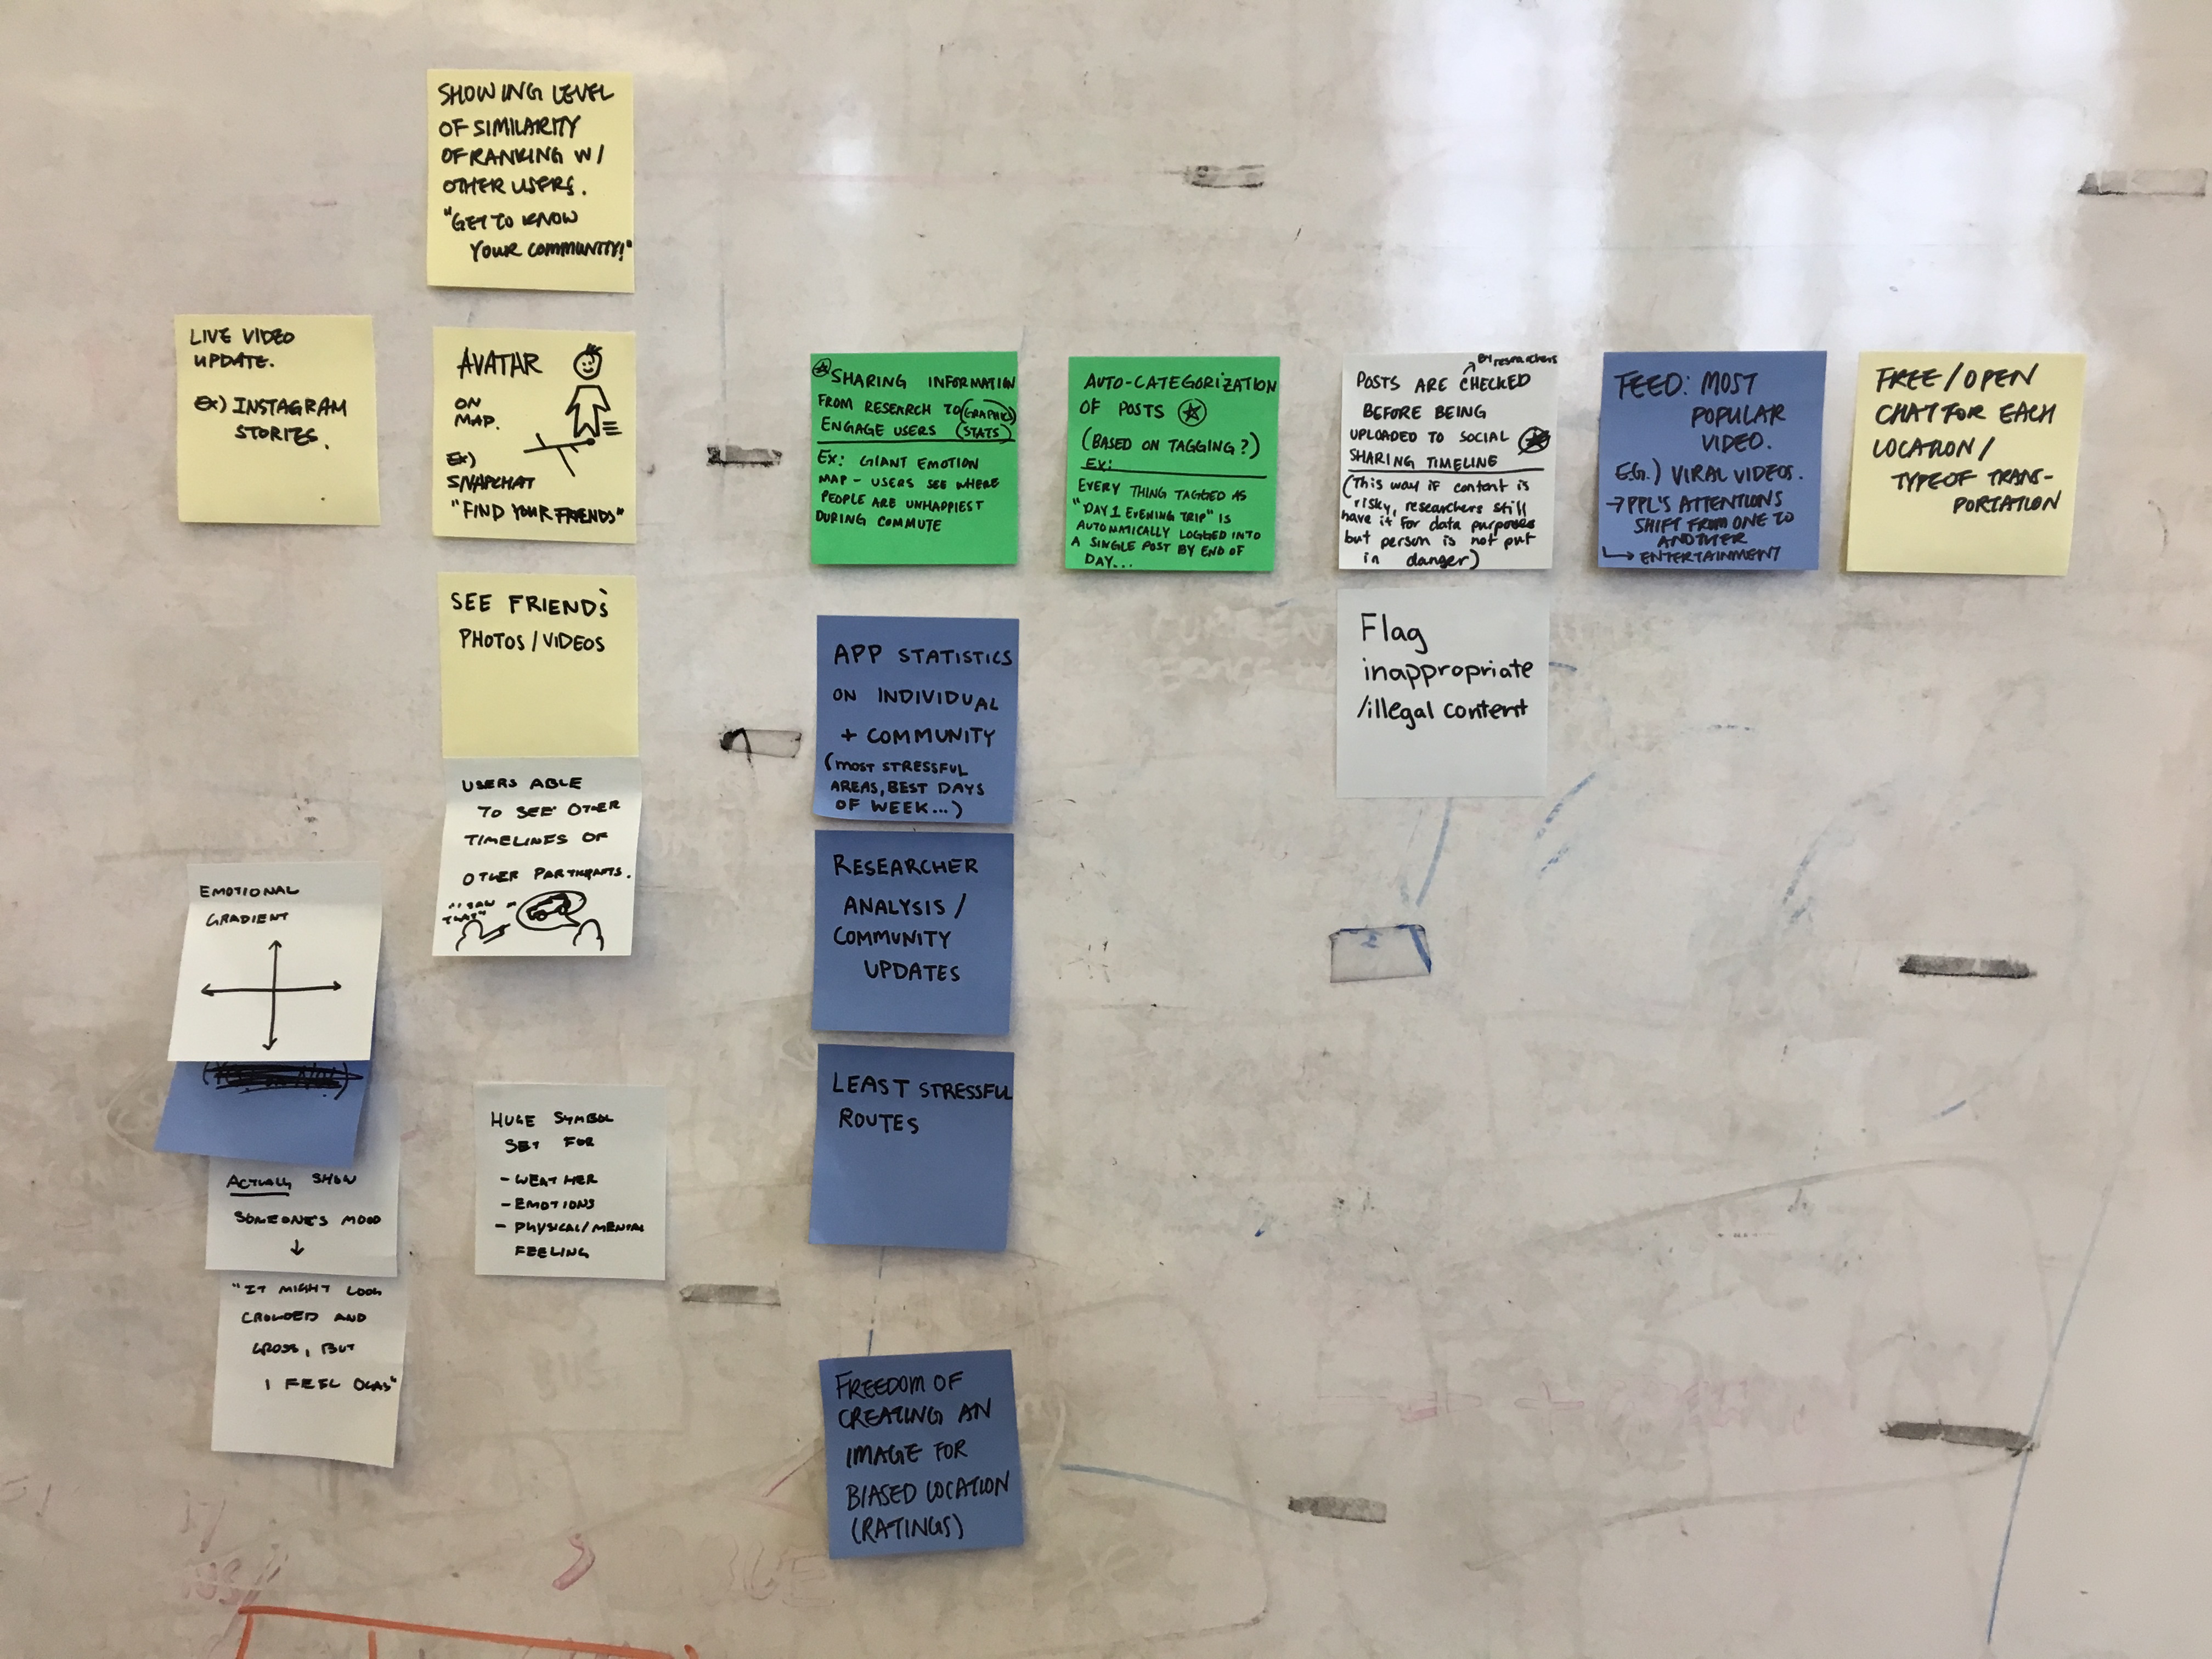 SHOWING LEVEL
OF SIMILARITY
OF RANKING W/
OTHER USERS.
"GET TO KNOW
YOUR COMMUNITY!"
LIVE VIDEO
UPDATE.
EX) INSTAGRAM
STORIES.
AVATAR
ON
MAP.
EX)
SNAPCHAT
"FIND YOUR FRIENDS"
SEE FRIENDS
PHOTOS/VIDEOS
USERS ABLE
TO SEE OTHER
TIMELINES OF
OTHER PARTICIPANTS.
"I SAW
THAT"
EMOTIONAL
GRADIENT
ACTUALLY SHOW
SOMEONE'S MOOD
↓
"IT MIGHT LOOK
CROWDED AND
GROSS, BUT
I FEEL OKAY"
HUGE SYMBOL
SET FOR
- WEATHER
- EMOTIONS
- PHYSICAL/MENTAL
FEELING
SHARING INFORMATION
FROM RESEARCH TO (GRAPHICS)
ENGAGE USERS (STATS)
EX: GIANT EMOTION
MAP - USERS SEE WHERE
PEOPLE ARE UNHAPPIEST
DURING COMMUTE
APP STATISTICS
ON INDIVIDUAL
+ COMMUNITY
(MOST STRESSFUL
AREAS, BEST DAYS
OF WEEK...)
RESEARCHER
ANALYSIS/
COMMUNITY
UPDATES
LEAST STRESSFUL
ROUTES
FREEDOM OF
CREATING AN
IMAGE FOR
BIASED LOCATION
(RATINGS)
AUTO-CATEGORIZATION
OF POSTS
(BASED ON TAGGING?)
EX:
EVERY THING TAGGED AS
"DAY 1 EVENING TRIP" IS
AUTOMATICALLY LOGGED INTO
A SINGLE POST BY END OF
DAY...
BY researchers
POSTS ARE CHECKED
BEFORE BEING
UPLOADED TO SOCIAL
SHARING TIMELINE
(This way if content is
risky, researchers still
have it for data purposes
but person is not put
in danger)
Flag
inappropriate
/illegal content
FEED: MOST
POPULAR
VIDEO.
E.G.) VIRAL VIDEOS.
→ PPL'S ATTENTIONS
SHIFT FROM ONE TO
ANOTHER
↳ ENTERTAINMENT
FREE/OPEN
CHAT FOR EACH
LOCATION/
TYPE OF TRANS-
PORTATION